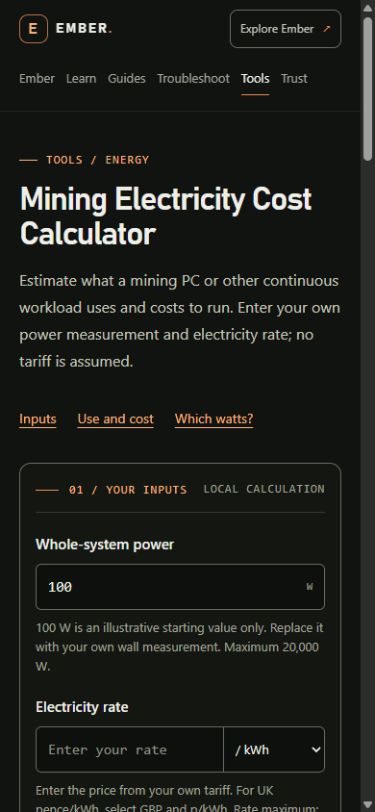 E EMBER.
Explore Ember ↗
Ember Learn Guides Troubleshoot Tools Trust
TOOLS / ENERGY
Mining Electricity Cost
Calculator
Estimate what a mining PC or other continuous
workload uses and costs to run. Enter your own
power measurement and electricity rate; no
tariff is assumed.
Inputs Use and cost Which watts?
01 / YOUR INPUTS LOCAL CALCULATION
Whole-system power
100 W
100 W is an illustrative starting value only. Replace it
with your own wall measurement. Maximum 20,000
W.
Electricity rate
Enter your rate / kWh
Enter the price from your own tariff. For UK
pence/kWh, select GBP and p/kWh. Rate maximum: